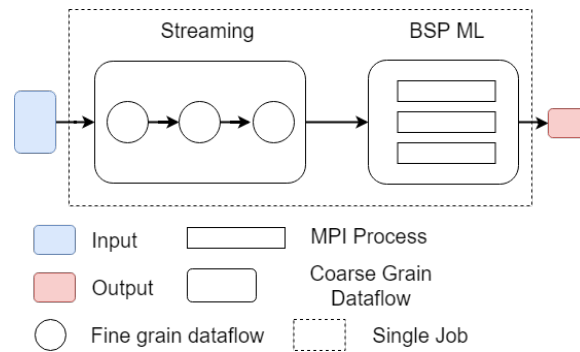 Streaming
BSP ML
Input
MPI Process
Output
Coarse Grain
Dataflow
Fine grain dataflow
Single Job